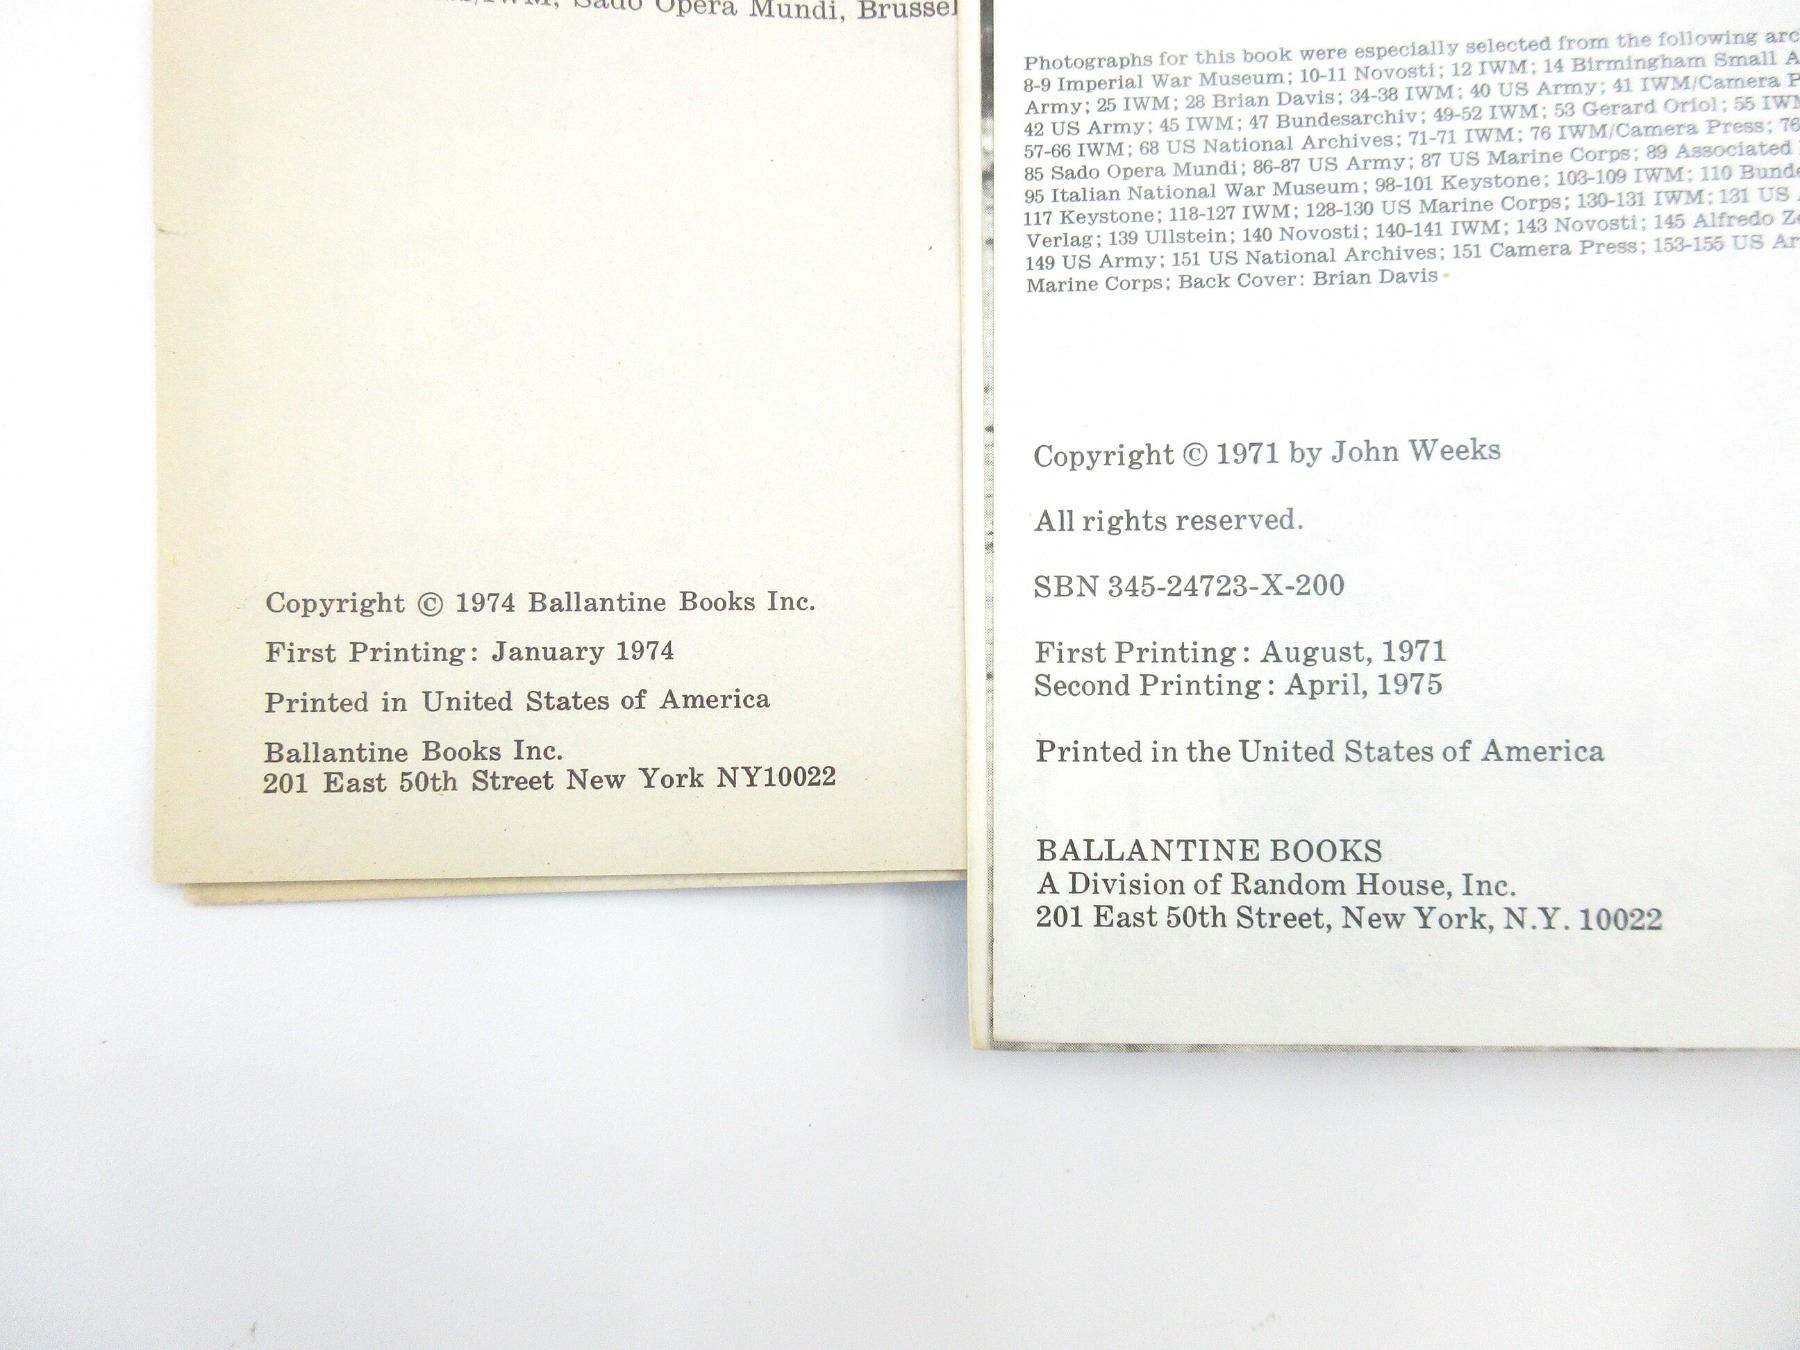 Sado Opera Mundi, Brussel
Copyright © 1974 Ballantine Books Inc.
First Printing: January 1974
Printed in United States of America
Ballantine Books Inc.
201 East 50th Street New York NY10022
Photographs for this book were especially selected from the following arc
8-9 Imperial War Museum; 10-11 Novosti; 12 IWM; 14 Birmingham Small A
Army; 25 IWM; 28 Brian Davis; 34-38 IWM; 40 US Army; 41 IWM/Camera P
42 US Army; 45 IWM; 47 Bundesarchiv; 49-52 IWM; 53 Gerard Oriol; 55 IWM
57-66 IWM; 68 US National Archives; 71-71 IWM; 76 IWM/Camera Press; 76
85 Sado Opera Mundi; 86-87 US Army; 87 US Marine Corps; 89 Associated
95 Italian National War Museum; 98-101 Keystone; 103-109 IWM; 110 Bunde
117 Keystone; 118-127 IWM; 128-130 US Marine Corps; 130-131 IWM; 131 US
Verlag; 139 Ullstein; 140 Novosti; 140-141 IWM; 143 Novosti; 145 Alfredo Ze
149 US Army; 151 US National Archives; 151 Camera Press; 153-155 US Ar
Marine Corps; Back Cover: Brian Davis
Copyright © 1971 by John Weeks
All rights reserved.
SBN 345-24723-X-200
First Printing: August, 1971
Second Printing: April, 1975
Printed in the United States of America
BALLANTINE BOOKS
A Division of Random House, Inc.
201 East 50th Street, New York, N.Y. 10022